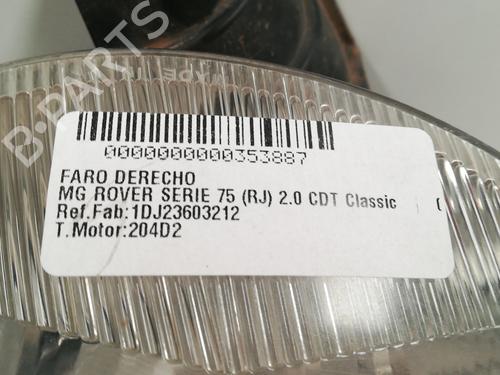 B-PARTS
0000000000353887
FARO DERECHO
MG ROVER SERIE 75 (RJ) 2.0 CDT Classic
Ref.Fab:1DJ23603212
T.Motor:204D2